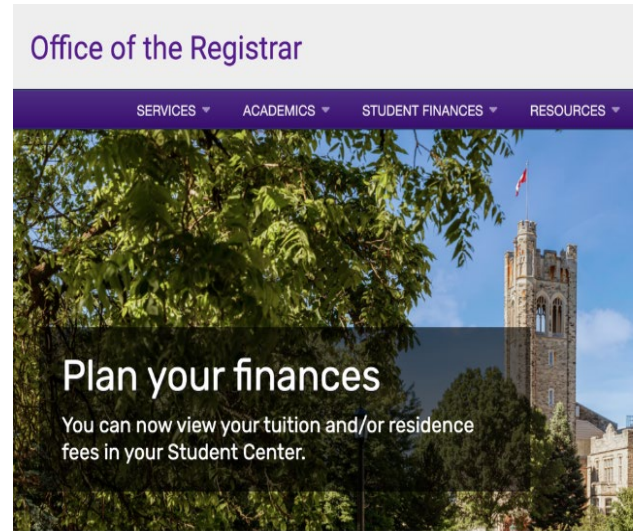 Office of the Registrar
SERVICES ACADEMICS STUDENT FINANCES RESOURCES
Plan your finances
You can now view your tuition and/or residence
fees in your Student Center.